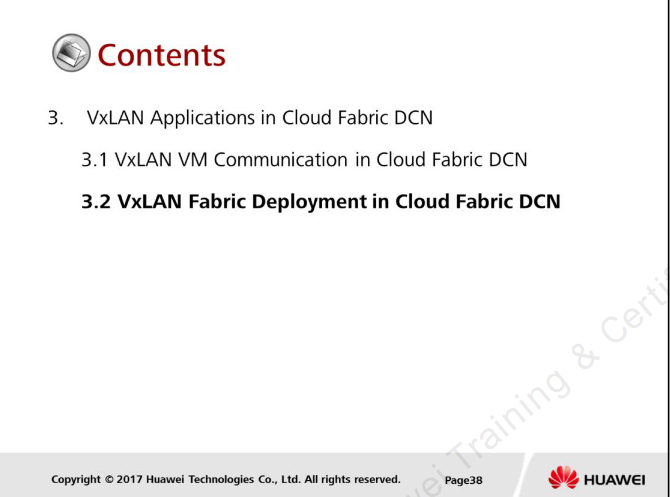 Contents
3. VxLAN Applications in Cloud Fabric DCN
3.1 VxLAN VM Communication in Cloud Fabric DCN
3.2 VxLAN Fabric Deployment in Cloud Fabric DCN
Training &
Copyright © 2017 Huawei Technologies Co., Ltd. All rights reserved.
Page38
HUAWEI